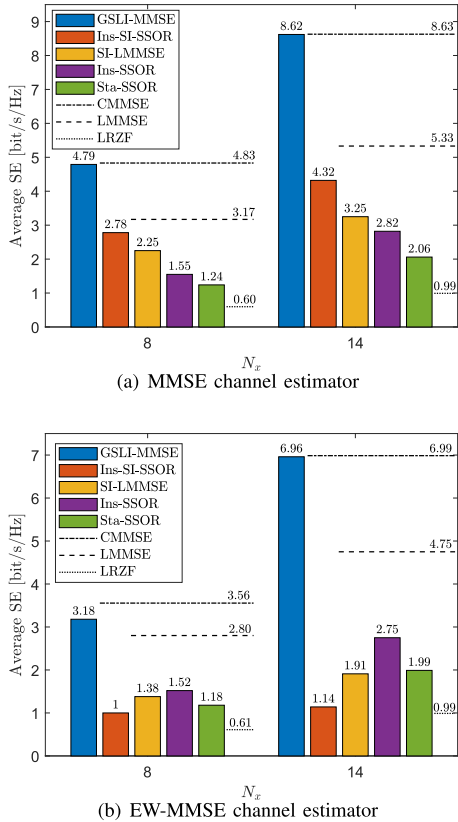 9
8
7
6
5
4
3
2
1
0
Average SE [bit/s/Hz]
GSLI-MMSE
Ins-SI-SSOR
SI-LMMSE
Ins-SSOR
Sta-SSOR
CMMSE
LMMSE
LRZF
4.79
2.78
2.25
1.55
1.24
4.83
3.17
0.60
8.62
4.32
3.25
2.82
2.06
8.63
5.33
0.99
8
14
N_x
(a) MMSE channel estimator
7
6
5
4
3
2
1
0
Average SE [bit/s/Hz]
GSLI-MMSE
Ins-SI-SSOR
SI-LMMSE
Ins-SSOR
Sta-SSOR
CMMSE
LMMSE
LRZF
3.18
1
1.38
1.52
1.18
3.56
2.80
0.61
6.96
1.14
1.91
2.75
1.99
6.99
4.75
0.99
8
14
N_x
(b) EW-MMSE channel estimator